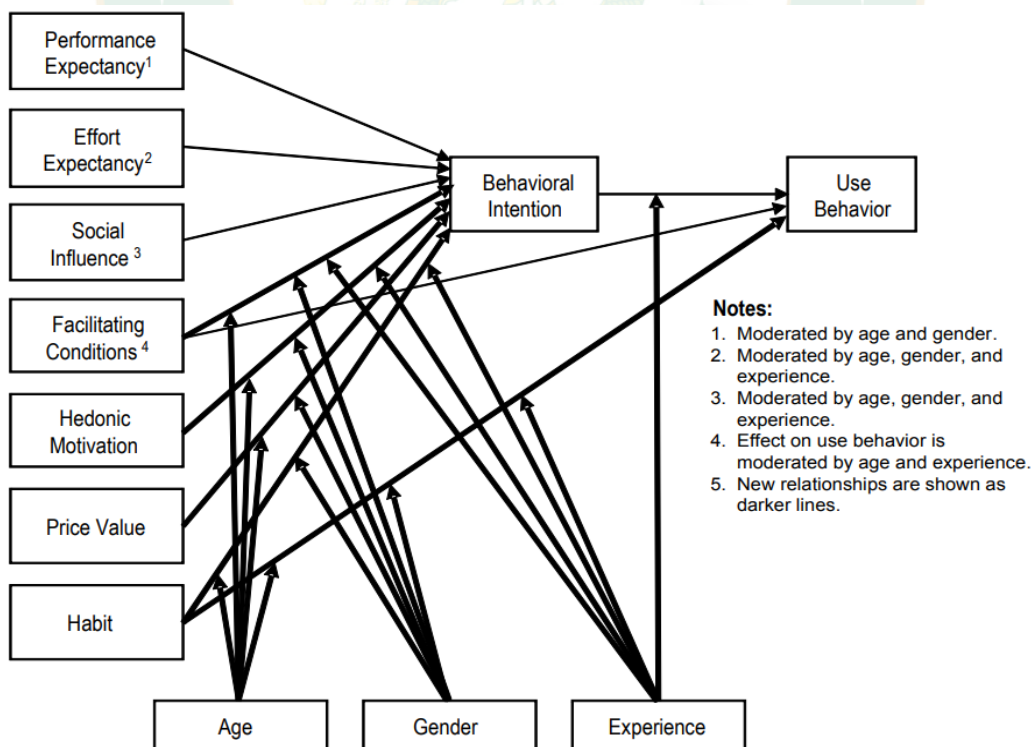 Performance
Expectancy¹
Effort
Expectancy²
Social
Influence ³
Facilitating
Conditions ⁴
Hedonic
Motivation
Price Value
Habit
Behavioral
Intention
Use
Behavior
Notes:
1. Moderated by age and gender.
2. Moderated by age, gender, and
experience.
3. Moderated by age, gender, and
experience.
4. Effect on use behavior is
moderated by age and experience.
5. New relationships are shown as
darker lines.
Age
Gender
Experience